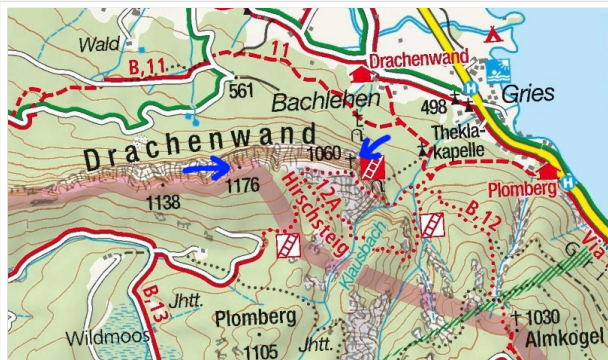 Wald
B,11
11
Drachenwand
561
Bachlehen
498
Gries
H
Thekla-
kapelle
Drachenwand
1060
1176
1138
12A
Hirschsteig
Plomberg
H
B,12
Klausbach
Via
B,13
Jhtt.
Wildmoos
Plomberg
1105
Jhtt.
1030
Almkogel